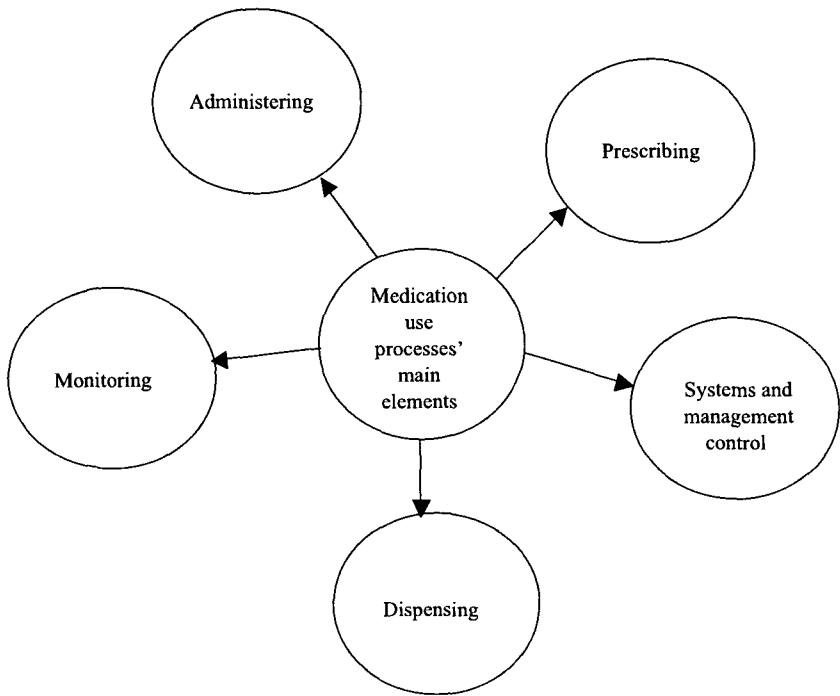 Administering
Prescribing
Medication
use
processes’
main
elements
Monitoring
Systems and
management
control
Dispensing